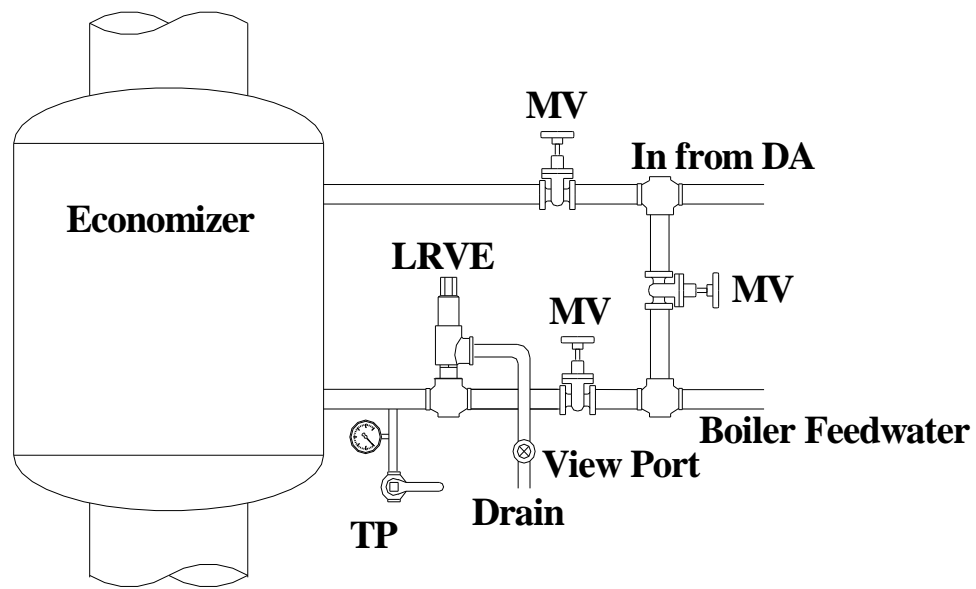 MV
In from DA
Economizer
LRVE
MV
MV
Boiler Feedwater
View Port
Drain
TP